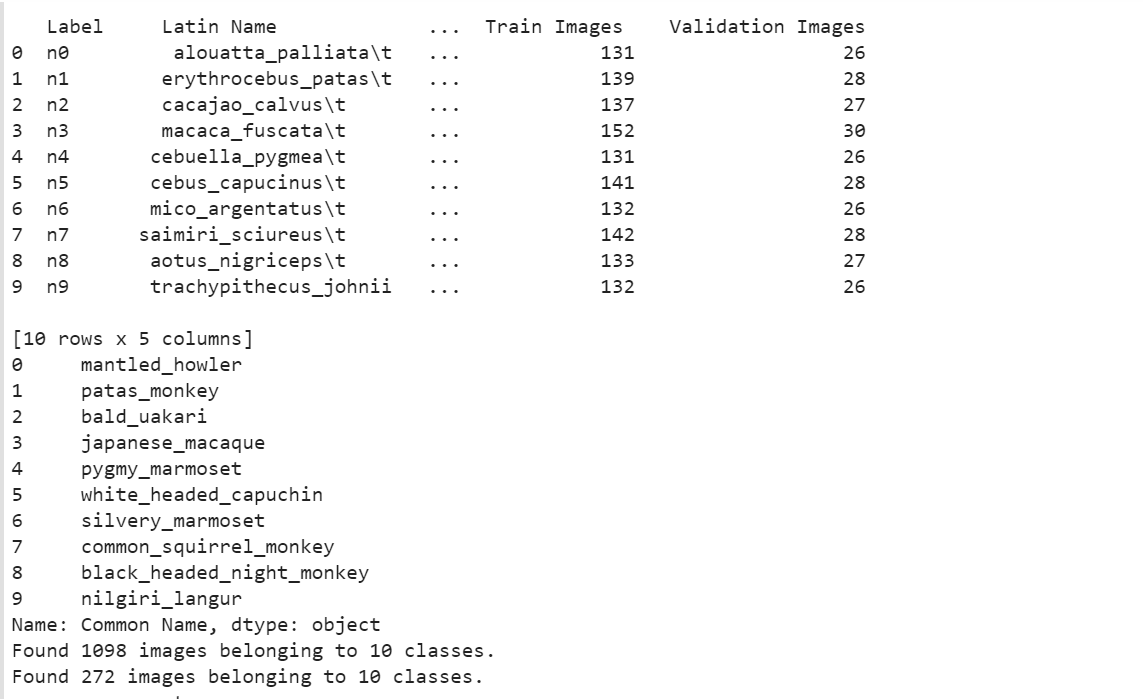 Label Latin Name ... Train Images Validation Images
0 n0 alouatta_palliata\t ... 131 26
1 n1 erythrocebus_patas\t ... 139 28
2 n2 cacajao_calvus\t ... 137 27
3 n3 macaca_fuscata\t ... 152 30
4 n4 cebuella_pygmea\t ... 131 26
5 n5 cebus_capucinus\t ... 141 28
6 n6 mico_argentatus\t ... 132 26
7 n7 saimiri_sciureus\t ... 142 28
8 n8 aotus_nigriceps\t ... 133 27
9 n9 trachypithecus_johnii ... 132 26
[10 rows x 5 columns]
0 mantled_howler
1 patas_monkey
2 bald_uakari
3 japanese_macaque
4 pygmy_marmoset
5 white_headed_capuchin
6 silvery_marmoset
7 common_squirrel_monkey
8 black_headed_night_monkey
9 nilgiri_langur
Name: Common Name, dtype: object
Found 1098 images belonging to 10 classes.
Found 272 images belonging to 10 classes.